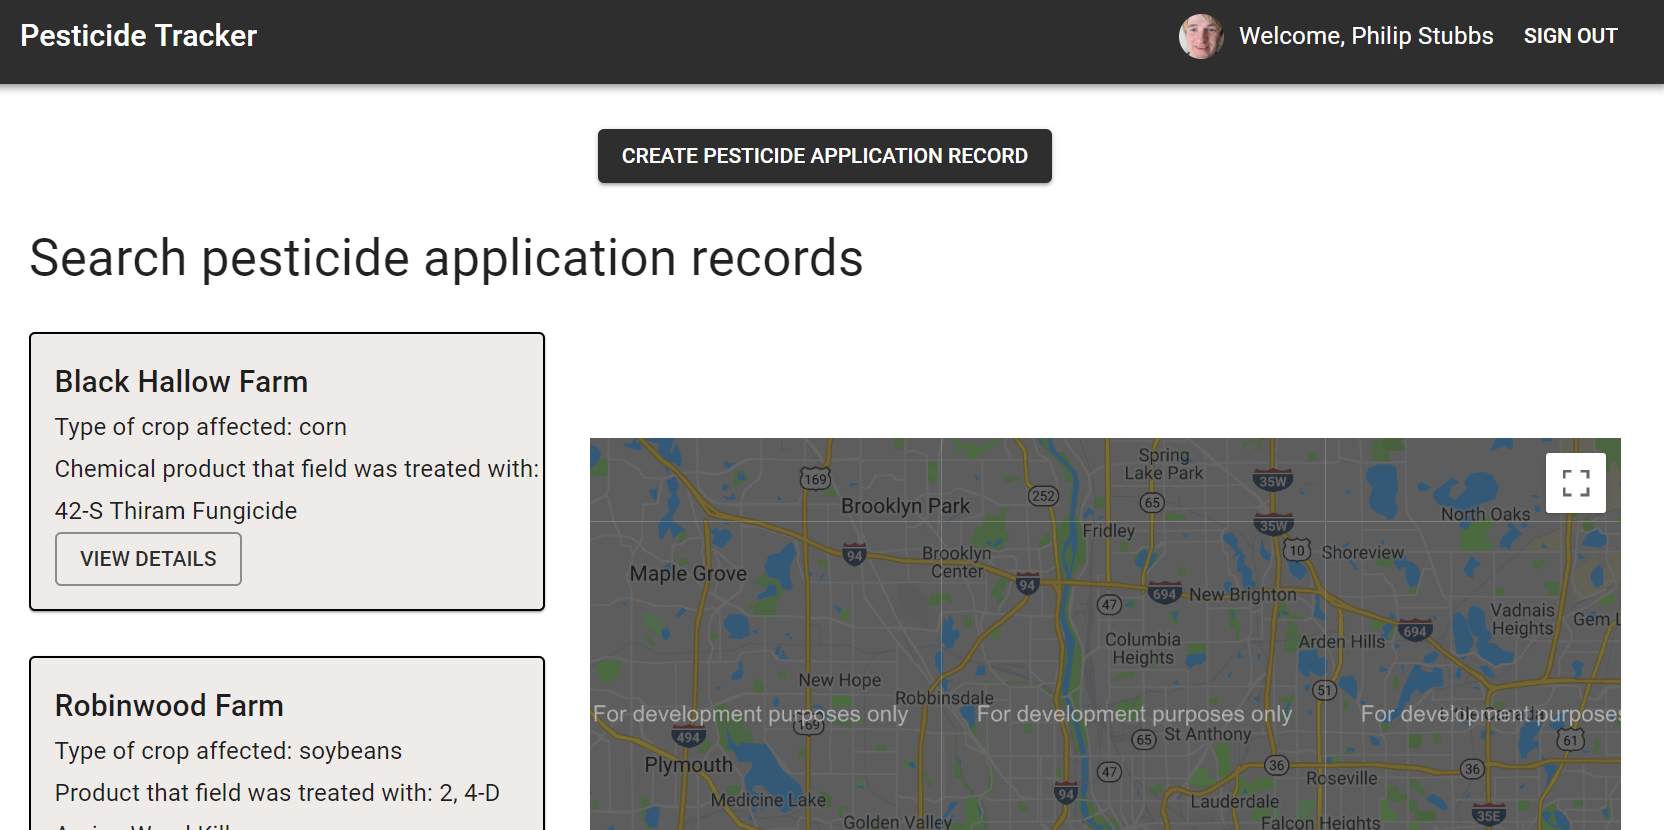 Pesticide Tracker
Welcome, Philip Stubbs
SIGN OUT
CREATE PESTICIDE APPLICATION RECORD
Search pesticide application records
Black Hallow Farm
Type of crop affected: corn
Chemical product that field was treated with:
42-S Thiram Fungicide
VIEW DETAILS
Robinwood Farm
Type of crop affected: soybeans
Product that field was treated with: 2, 4-D
Spring
Lake Park
169
35W
252
Brooklyn Park
65
North Oaks
35W
Fridley
10
Shoreview
94
Brooklyn
Center
Maple Grove
94
694
New Brighton
47
Vadnais
Heights
Gem L
694
Columbia
Heights
Arden Hills
New Hope
51
Robbinsdale
For development purposes only
For development purposes only
For development purposes
169
494
65
St Anthony
61
Plymouth
47
36
36
Roseville
Medicine Lake
94
Lauderdale
35E
Golden Valley
Falcon Heights